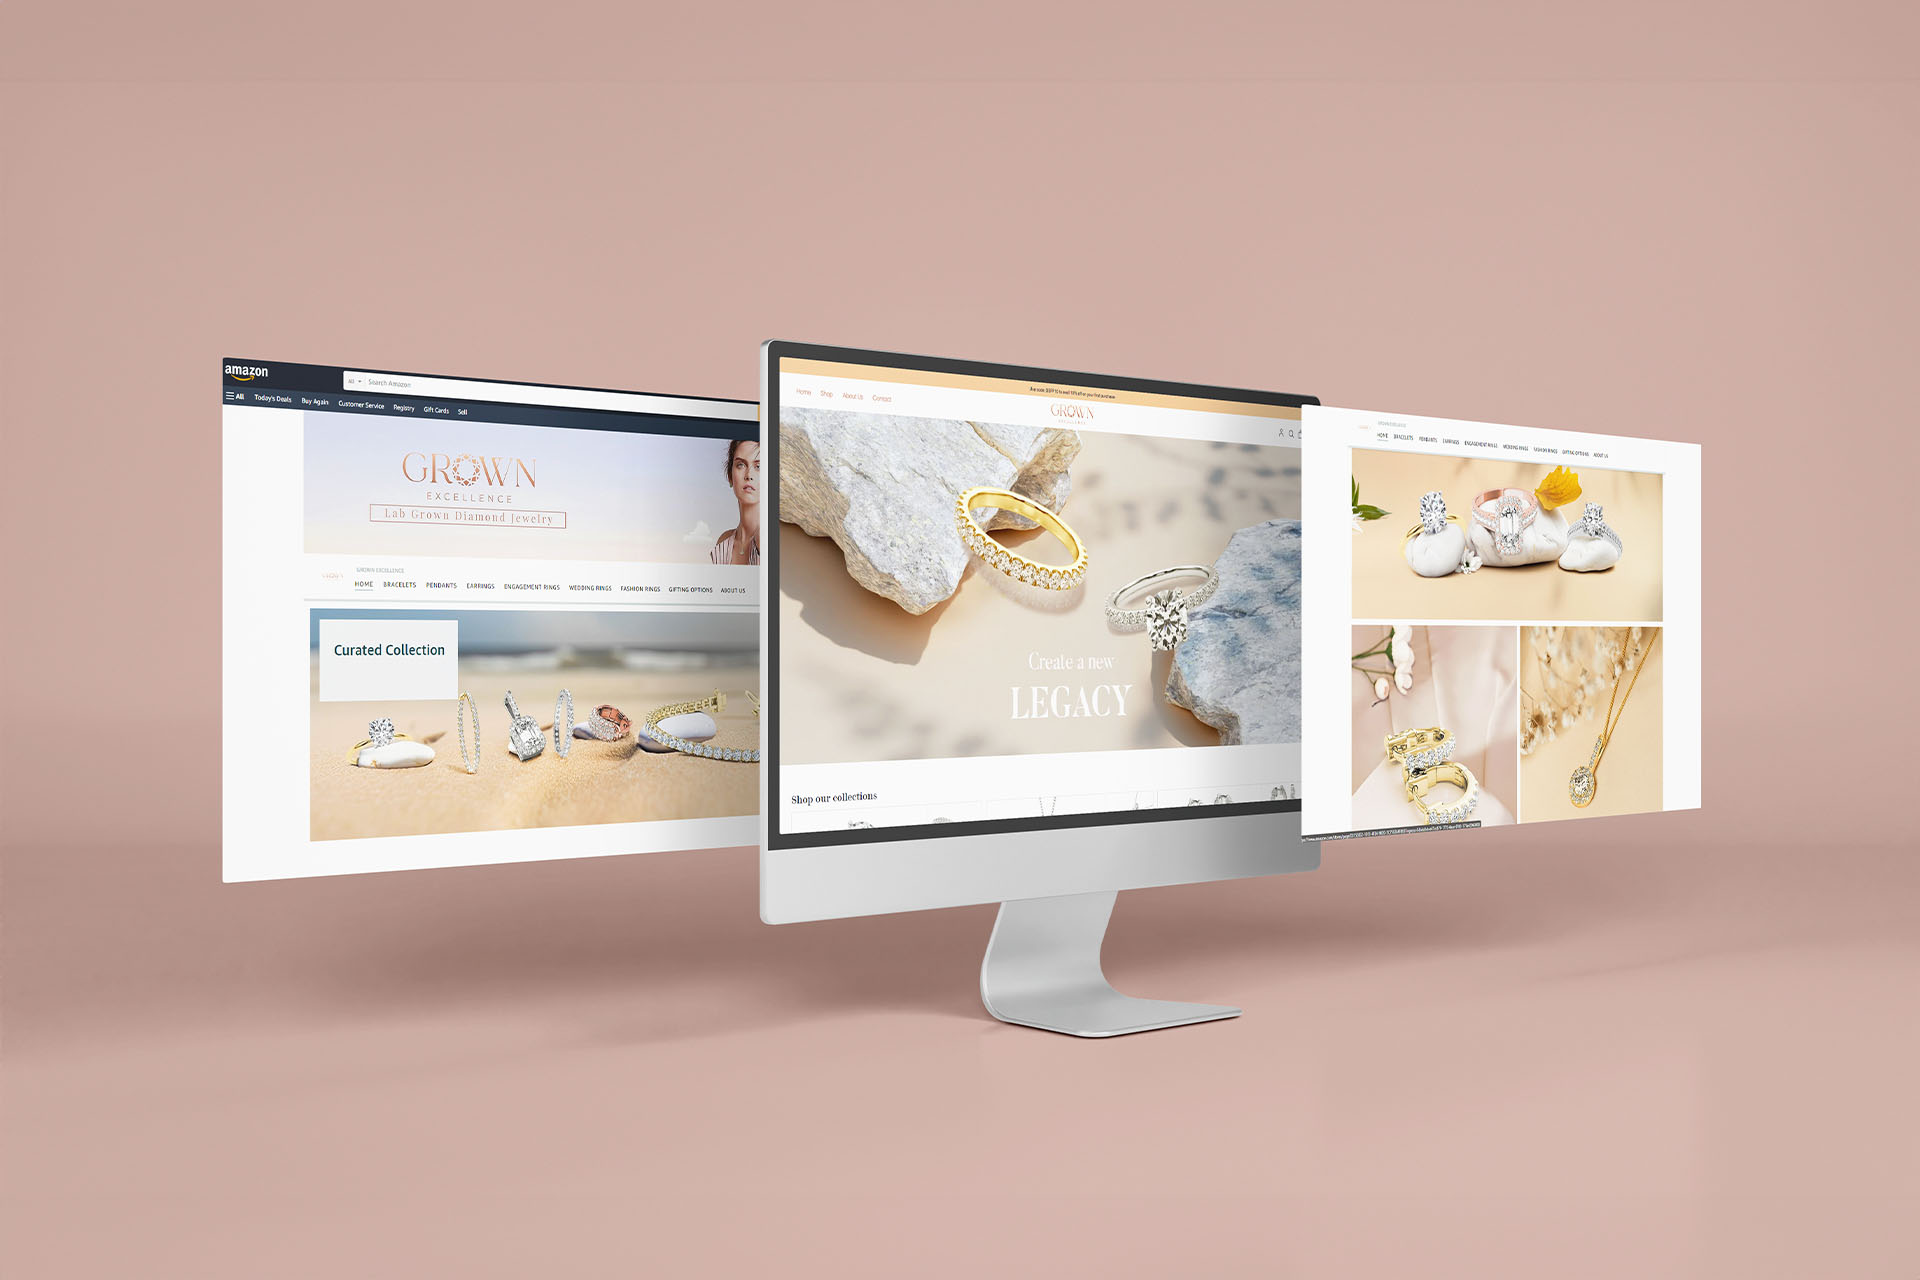 amazon
All
Search Amazon
All Today's Deals Buy Again Customer Service Registry Gift Cards Sell
GROWN
EXCELLENCE
Lab Grown Diamond Jewelry
GROWN EXCELLENCE
HOME BRACELETS PENDANTS EARRINGS ENGAGEMENT RINGS WEDDING RINGS FASHION RINGS GIFTING OPTIONS ABOUT US
Curated Collection
Home Shop About Us Contact
GROWN
EXCELLENCE
Create a new
LEGACY
Shop our collections
GROWN EXCELLENCE
HOME BRACELETS PENDANTS EARRINGS ENGAGEMENT RINGS WEDDING RINGS FASHION RINGS GIFTING OPTIONS ABOUT US